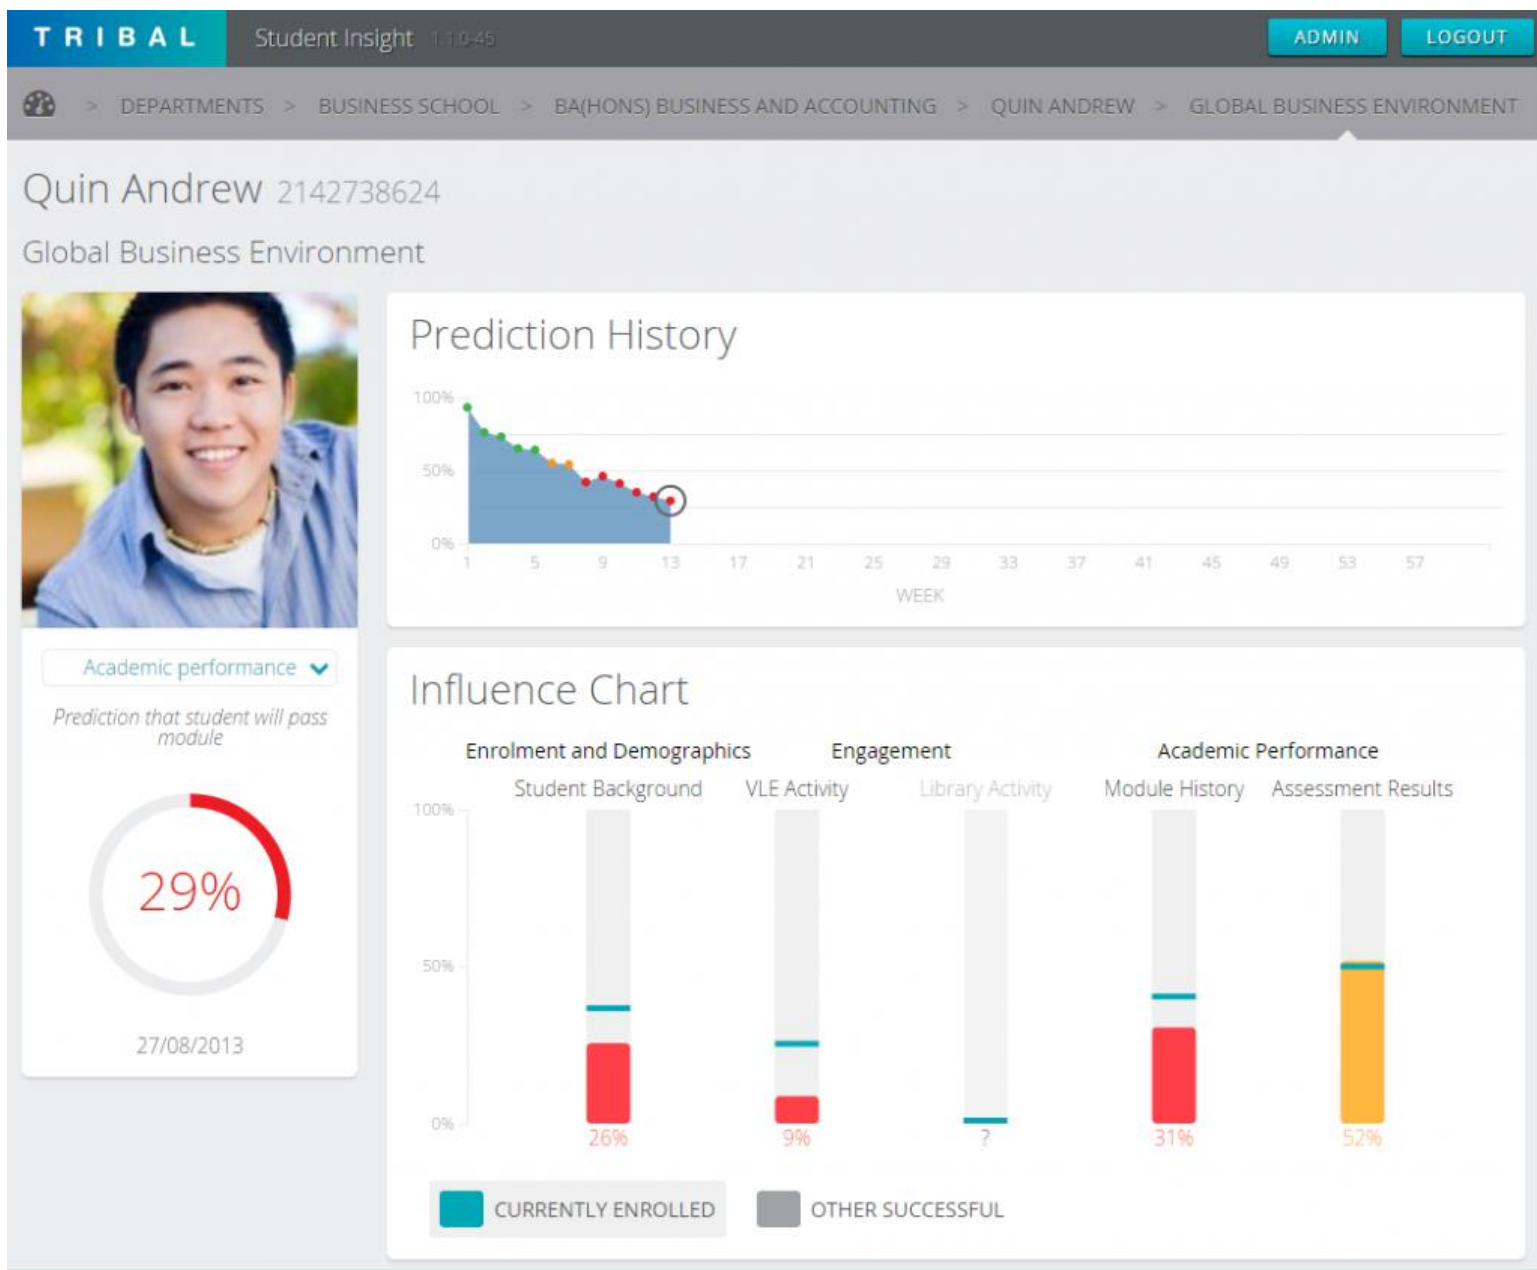 TRIBAL Student Insight 1.1.0-45 ADMIN LOGOUT
> DEPARTMENTS > BUSINESS SCHOOL > BA(HONS) BUSINESS AND ACCOUNTING > QUIN ANDREW > GLOBAL BUSINESS ENVIRONMENT
Quin Andrew 2142738624
Global Business Environment
Academic performance
Prediction that student will pass
module
29%
27/08/2013
Prediction History
100%
50%
0%
1 5 9 13 17 21 25 29 33 37 41 45 49 53 57
WEEK
Influence Chart
Enrolment and Demographics Engagement Academic Performance
Student Background VLE Activity Library Activity Module History Assessment Results
100%
50%
0%
26% 9% ? 31% 52%
CURRENTLY ENROLLED OTHER SUCCESSFUL